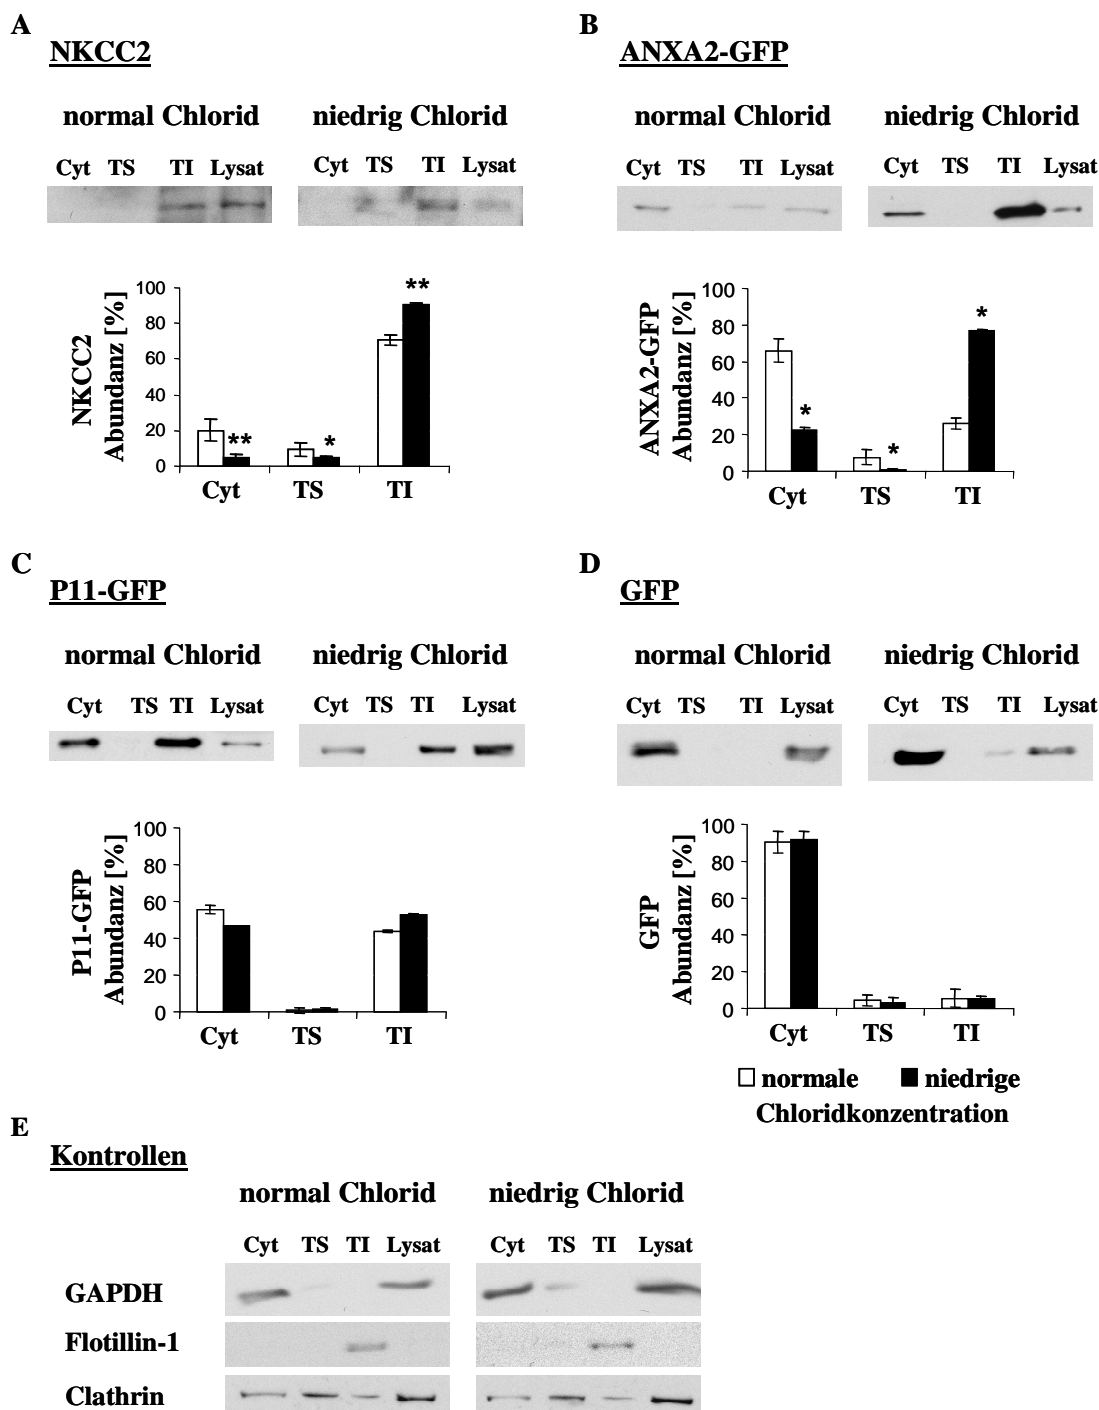 A
NKCC2
normal Chlorid niedrig Chlorid
Cyt TS TI Lysat Cyt TS TI Lysat
NKCC2
Abundanz [%]
100
80
60
40
20
0
** * **
Cyt TS TI
B
ANXA2-GFP
normal Chlorid niedrig Chlorid
Cyt TS TI Lysat Cyt TS TI Lysat
ANXA2-GFP
Abundanz [%]
100
80
60
40
20
0
* * *
Cyt TS TI
C
P11-GFP
normal Chlorid niedrig Chlorid
Cyt TS TI Lysat Cyt TS TI Lysat
P11-GFP
Abundanz [%]
100
80
60
40
20
0
Cyt TS TI
D
GFP
normal Chlorid niedrig Chlorid
Cyt TS TI Lysat Cyt TS TI Lysat
GFP
Abundanz [%]
100
80
60
40
20
0
Cyt TS TI
normale niedrige
Chloridkonzentration
E
Kontrollen
normal Chlorid niedrig Chlorid
Cyt TS TI Lysat Cyt TS TI Lysat
GAPDH
Flotillin-1
Clathrin